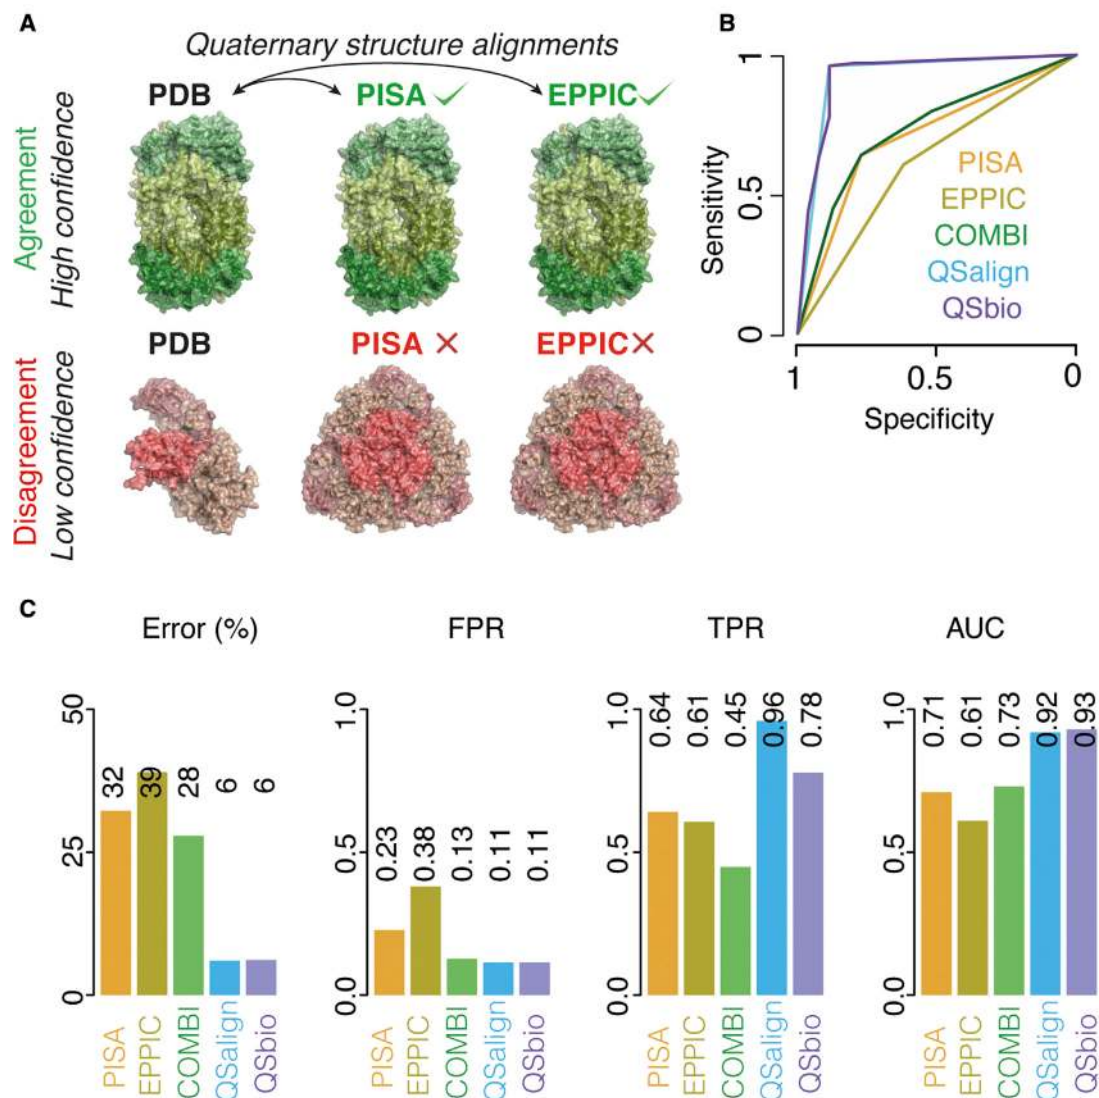 A
Quaternary structure alignments
PDB
PISA
EPPIC
Agreement
High confidence
PDB
PISA
EPPIC
Disagreement
Low confidence
B
Sensitivity
1
0.5
0
PISA
EPPIC
COMBI
QSalign
QSbio
1
0.5
0
Specificity
C
Error (%)
50
25
0
32
39
28
6
6
PISA
EPPIC
COMBI
QSalign
QSbio
FPR
1.0
0.5
0.0
0.23
0.38
0.13
0.11
0.11
PISA
EPPIC
COMBI
QSalign
QSbio
TPR
1.0
0.5
0.0
0.64
0.61
0.45
0.96
0.78
PISA
EPPIC
COMBI
QSalign
QSbio
AUC
1.0
0.5
0.0
0.71
0.61
0.73
0.92
0.93
PISA
EPPIC
COMBI
QSalign
QSbio